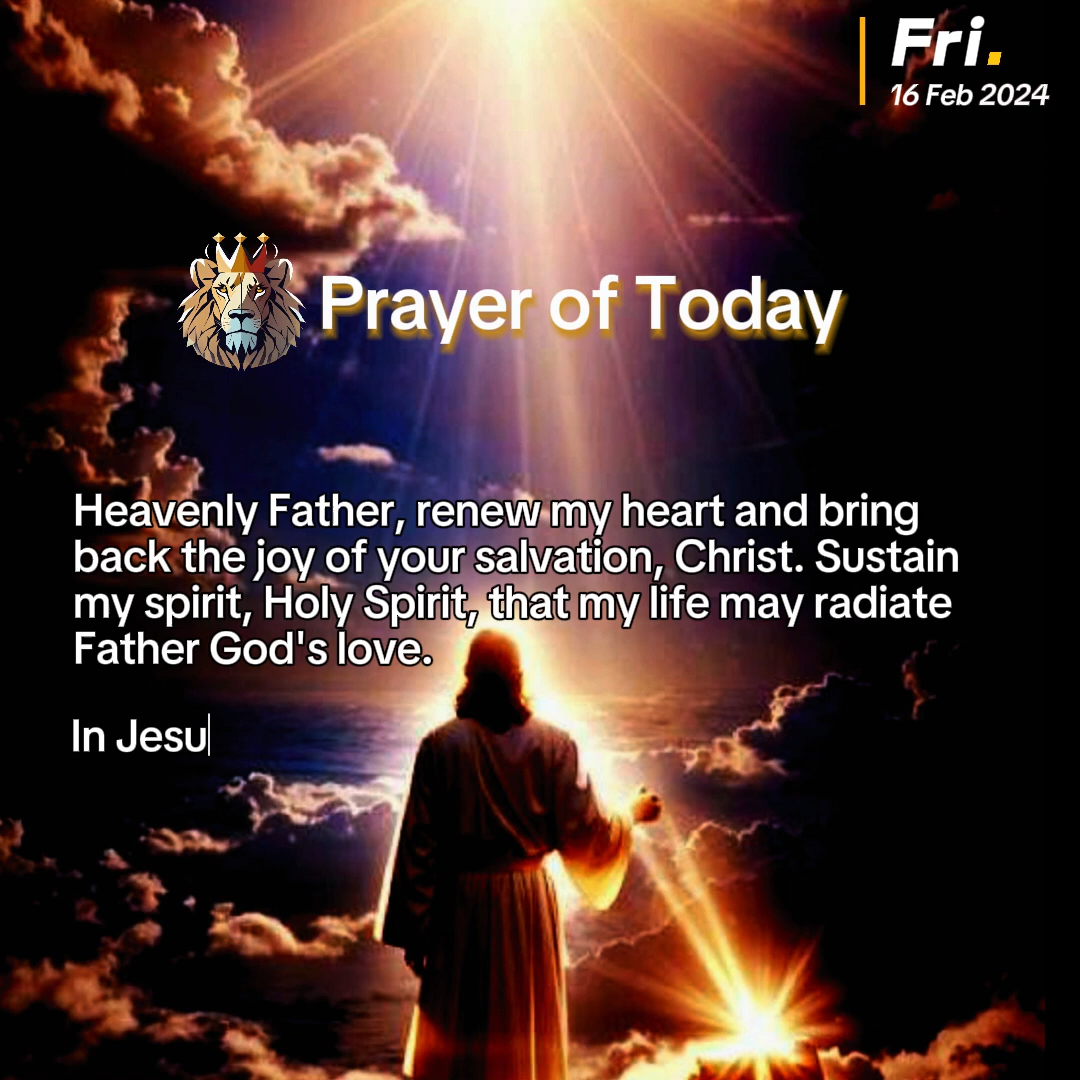 Fri.
16 Feb 2024
Prayer of Today
Heavenly Father, renew my heart and bring
back the joy of your salvation, Christ. Sustain
my spirit, Holy Spirit, that my life may radiate
Father God's love.
In Jesu